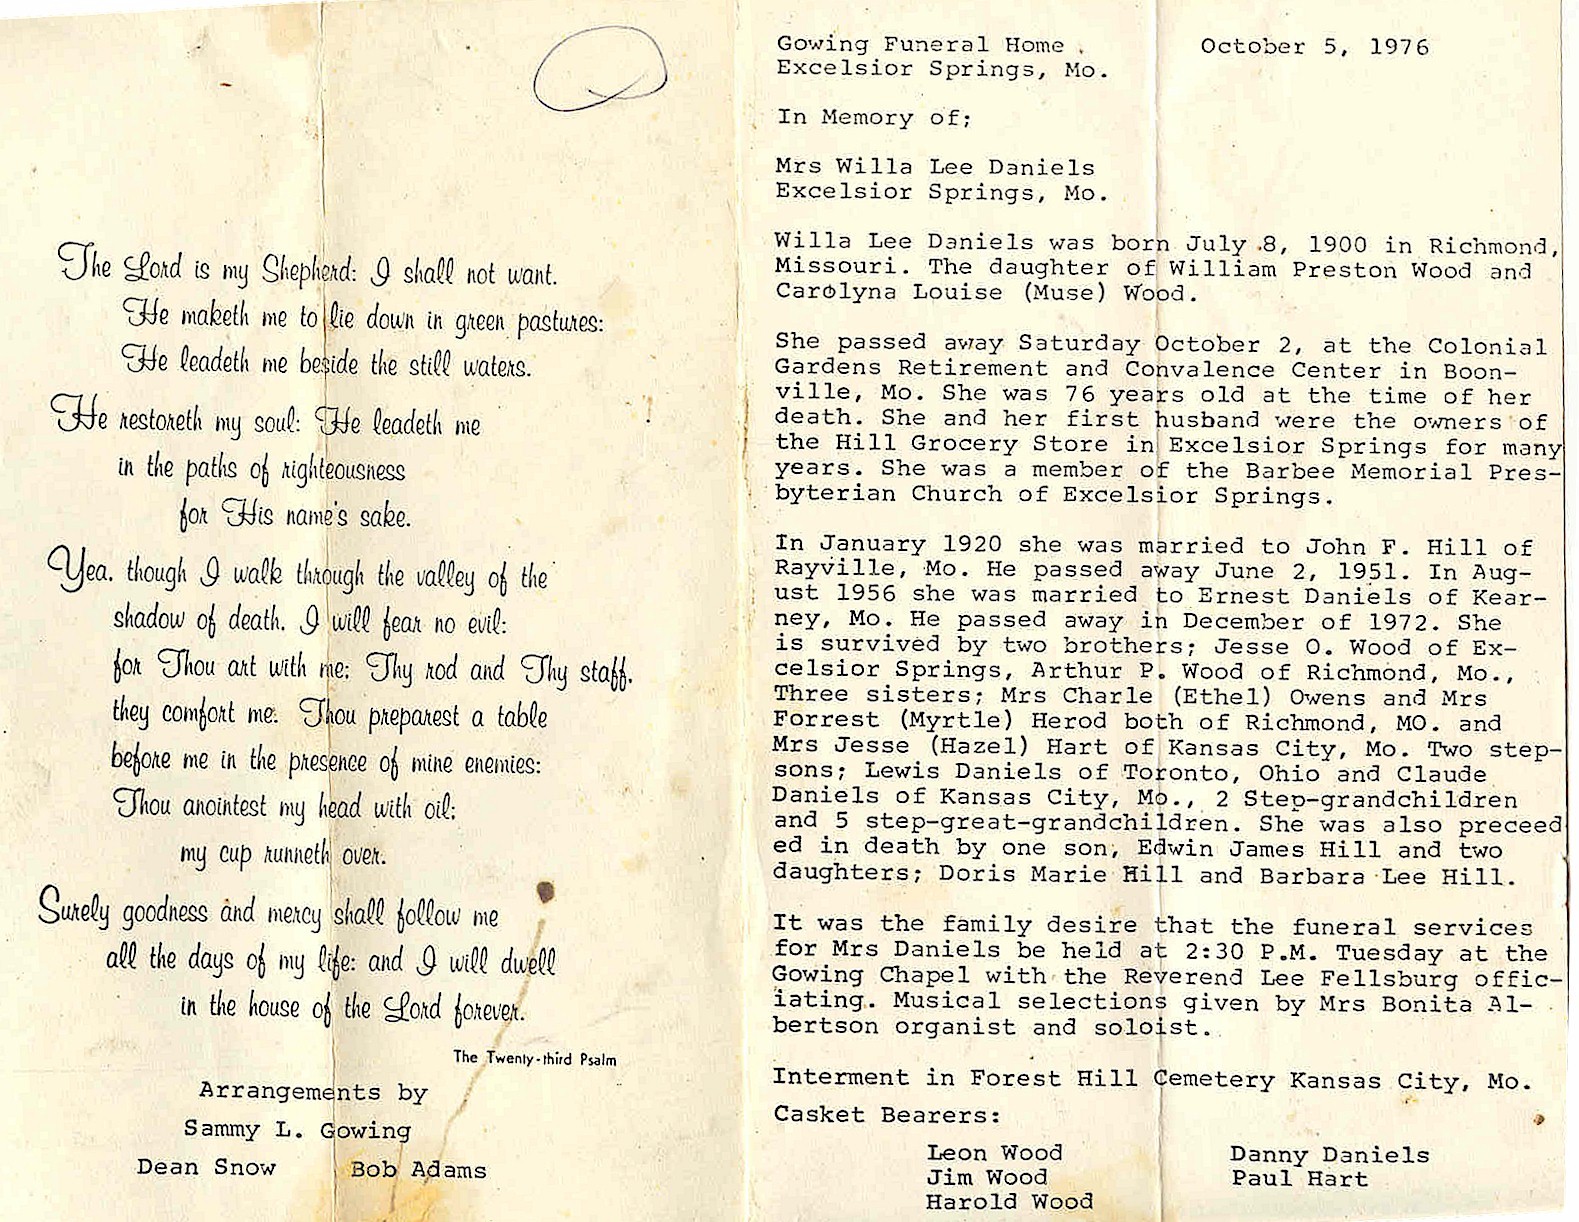 The Lord is my Shepherd: I shall not want.
He maketh me to lie down in green pastures:
He leadeth me beside the still waters.
He restoreth my soul: He leadeth me
in the paths of righteousness
for His name's sake.
Yea, though I walk through the valley of the
shadow of death, I will fear no evil:
for Thou art with me: Thy rod and Thy staff,
they comfort me: Thou preparest a table
before me in the presence of mine enemies:
Thou anointest my head with oil:
my cup runneth over.
Surely goodness and mercy shall follow me
all the days of my life: and I will dwell
in the house of the Lord forever.
The Twenty-third Psalm
Arrangements by
Sammy L. Gowing
Dean Snow Bob Adams
Gowing Funeral Home October 5, 1976
Excelsior Springs, Mo.
In Memory of;
Mrs Willa Lee Daniels
Excelsior Springs, Mo.
Willa Lee Daniels was born July 8, 1900 in Richmond,
Missouri. The daughter of William Preston Wood and
Carolyna Louise (Muse) Wood.
She passed away Saturday October 2, at the Colonial
Gardens Retirement and Convalence Center in Boon-
ville, Mo. She was 76 years old at the time of her
death. She and her first husband were the owners of
the Hill Grocery Store in Excelsior Springs for many
years. She was a member of the Barbee Memorial Pres-
byterian Church of Excelsior Springs.
In January 1920 she was married to John F. Hill of
Rayville, Mo. He passed away June 2, 1951. In Aug-
ust 1956 she was married to Ernest Daniels of Kear-
ney, Mo. He passed away in December of 1972. She
is survived by two brothers; Jesse O. Wood of Ex-
celsior Springs, Arthur P. Wood of Richmond, Mo.,
Three sisters; Mrs Charle (Ethel) Owens and Mrs
Forrest (Myrtle) Herod both of Richmond, MO. and
Mrs Jesse (Hazel) Hart of Kansas City, Mo. Two step-
sons; Lewis Daniels of Toronto, Ohio and Claude
Daniels of Kansas City, Mo., 2 Step-grandchildren
and 5 step-great-grandchildren. She was also preceed
ed in death by one son, Edwin James Hill and two
daughters; Doris Marie Hill and Barbara Lee Hill.
It was the family desire that the funeral services
for Mrs Daniels be held at 2:30 P.M. Tuesday at the
Gowing Chapel with the Reverend Lee Fellsburg offic-
iating. Musical selections given by Mrs Bonita Al-
bertson organist and soloist.
Interment in Forest Hill Cemetery Kansas City, Mo.
Casket Bearers:
Leon Wood Danny Daniels
Jim Wood Paul Hart
Harold Wood